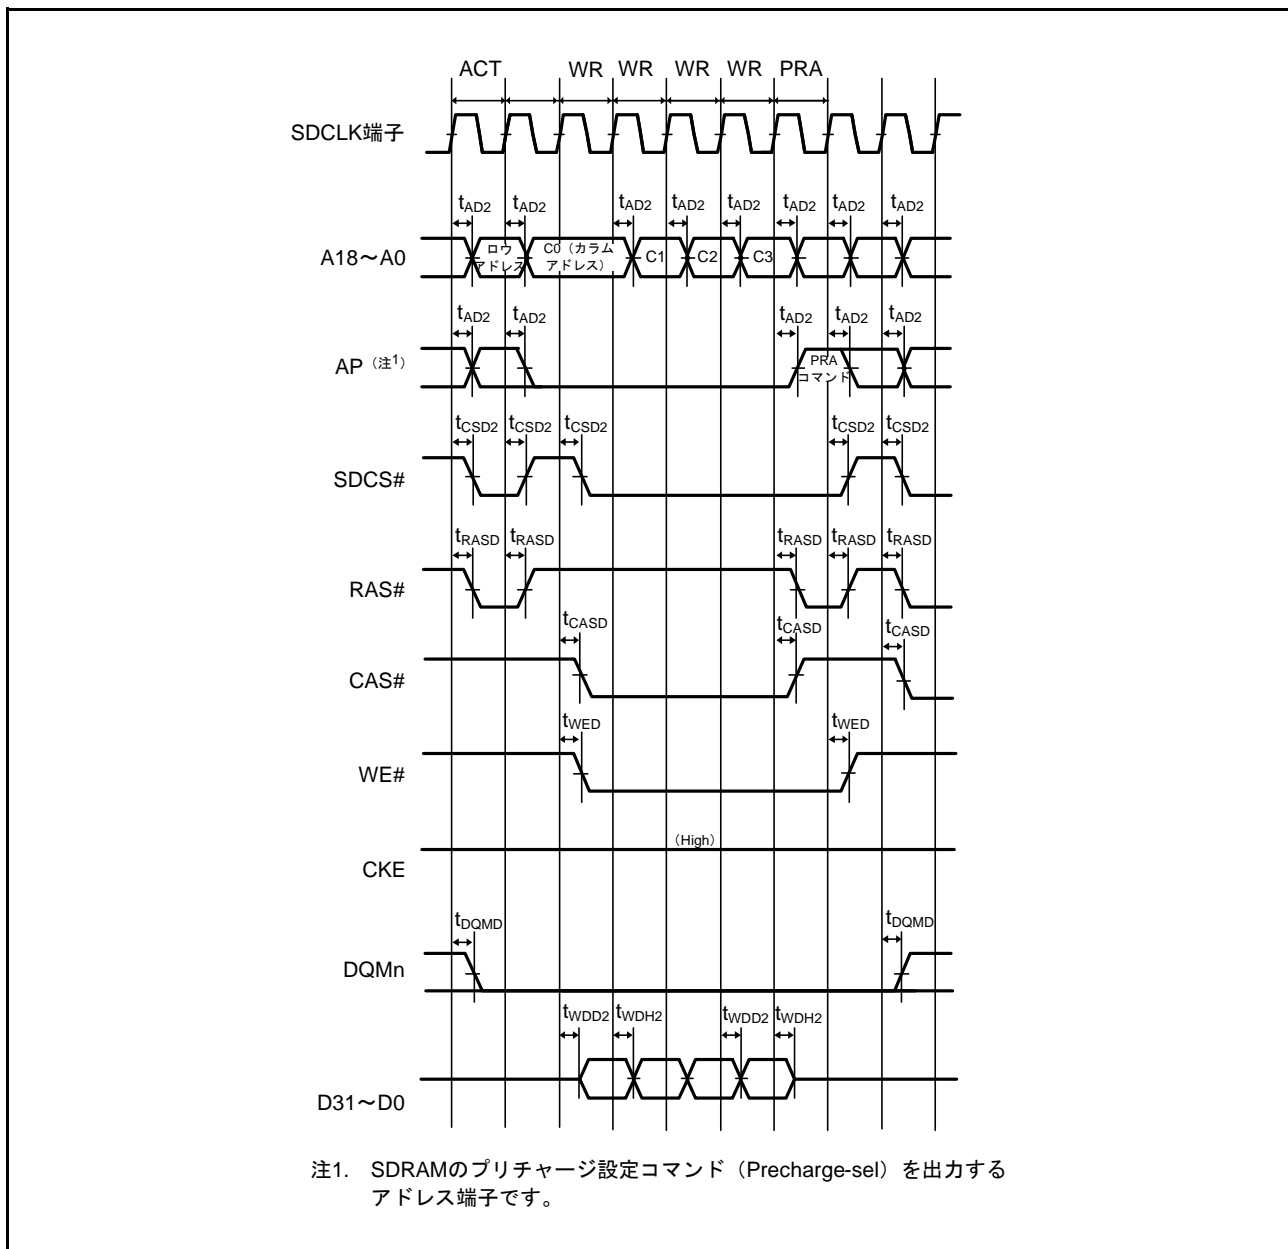 ACT WR WR WR WR PRA
SDCLK端子
tAD2 tAD2 tAD2 tAD2 tAD2 tAD2 tAD2 tAD2
A18～A0
ロウ
アドレス
C0（カラム
アドレス）
C1 C2 C3
tAD2 tAD2 tAD2 tAD2 tAD2
AP（注1）
PRA
コマンド
tCSD2 tCSD2 tCSD2 tCSD2 tCSD2
SDCS#
tRASD tRASD tRASD tRASD tRASD
RAS#
tCASD tCASD tCASD
CAS#
tWED tWED
WE#
（High）
CKE
tDQMD tDQMD
DQMn
tWDD2 tWDH2 tWDD2 tWDH2
D31～D0
注1. SDRAMのプリチャージ設定コマンド（Precharge-sel）を出力する
アドレス端子です。